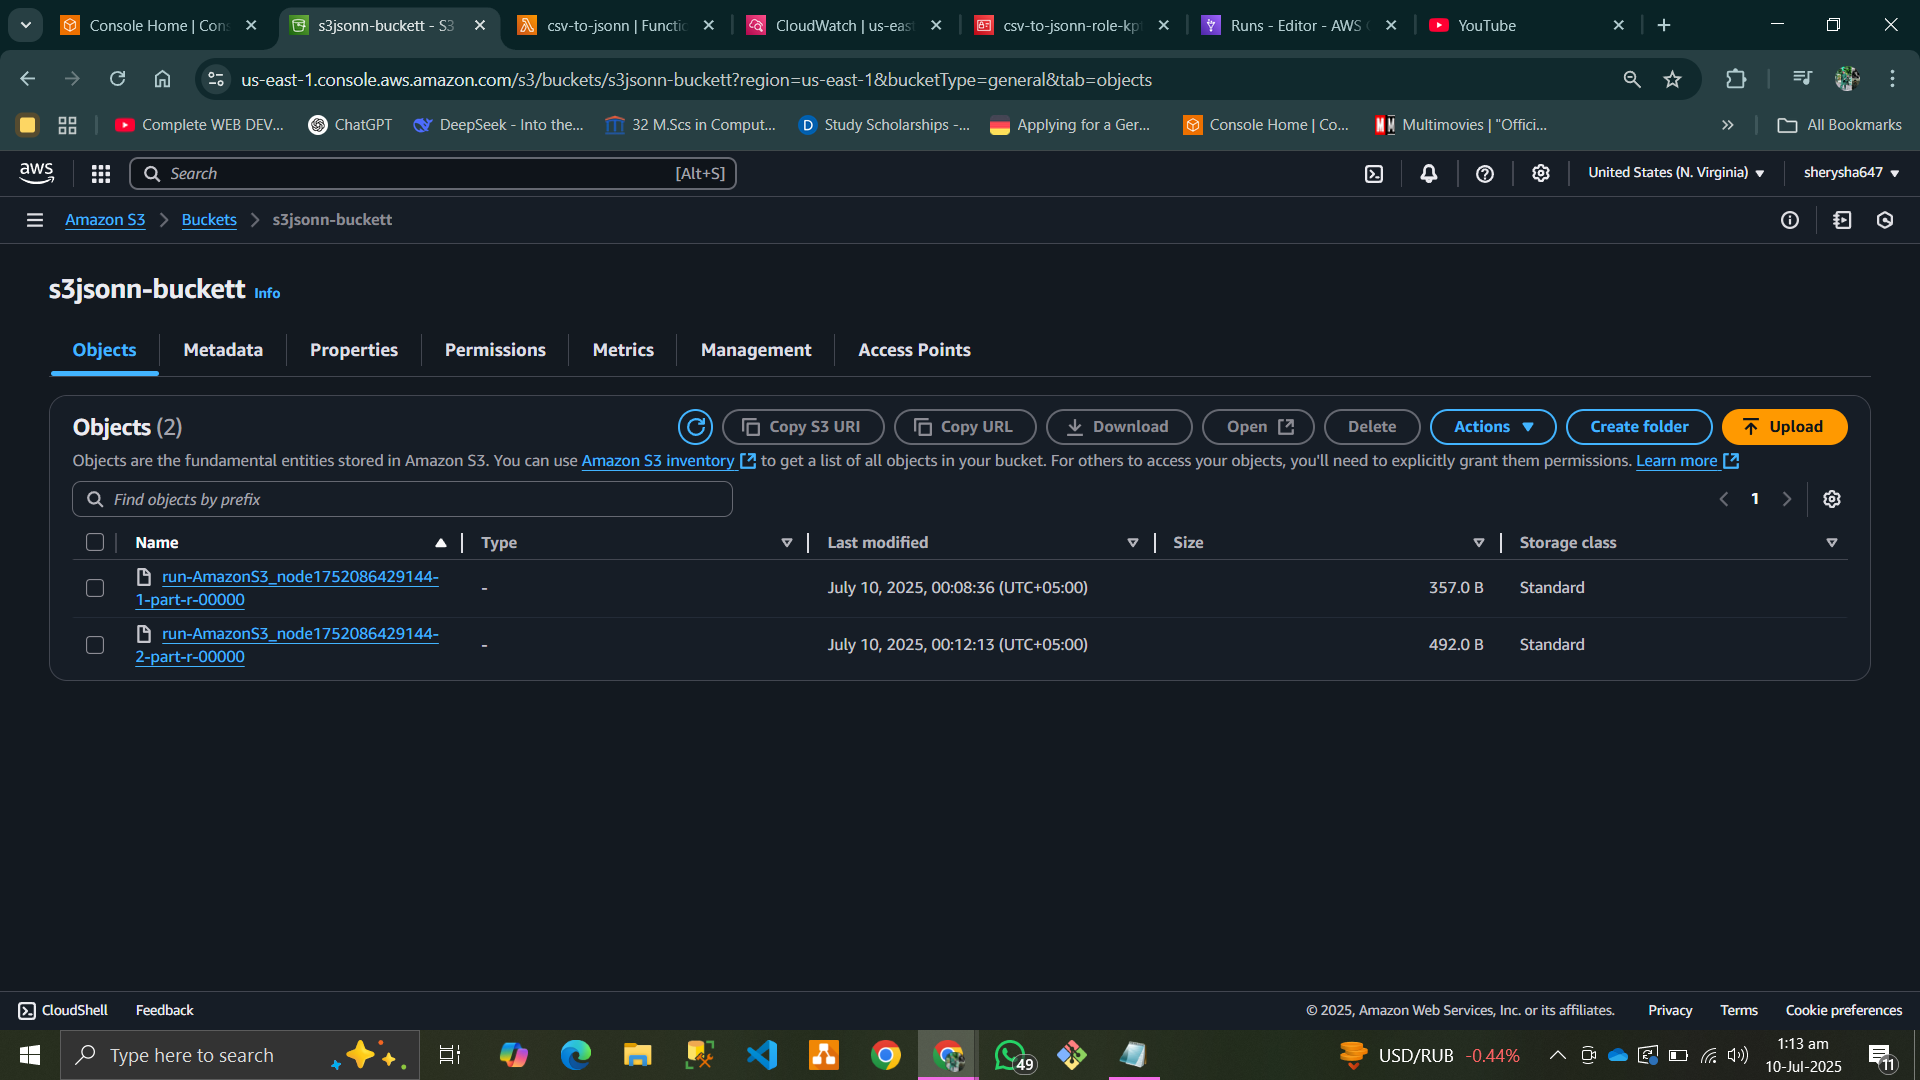 Console Home | Con
s3jsonn-buckett - S3
csv-to-jsonn | Functio
CloudWatch | us-east
csv-to-jsonn-role-kpt
Runs - Editor - AWS
YouTube
us-east-1.console.aws.amazon.com/s3/buckets/s3jsonn-buckett?region=us-east-1&bucketType=general&tab=objects
Complete WEB DEV...
ChatGPT
DeepSeek - Into the...
32 M.Scs in Comput...
Study Scholarships -...
Applying for a Ger...
Console Home | Co...
Multimovies | "Offici...
All Bookmarks
aws
Search
[Alt+S]
United States (N. Virginia)
sherysha647
Amazon S3
Buckets
s3jsonn-buckett
s3jsonn-buckett Info
Objects
Metadata
Properties
Permissions
Metrics
Management
Access Points
Objects (2)
Copy S3 URI
Copy URL
Download
Open
Delete
Actions
Create folder
Upload
Objects are the fundamental entities stored in Amazon S3. You can use Amazon S3 inventory to get a list of all objects in your bucket. For others to access your objects, you'll need to explicitly grant them permissions. Learn more
Find objects by prefix
1
Name
Type
Last modified
Size
Storage class
run-AmazonS3_node1752086429144-
1-part-r-00000
-
July 10, 2025, 00:08:36 (UTC+05:00)
357.0 B
Standard
run-AmazonS3_node1752086429144-
2-part-r-00000
-
July 10, 2025, 00:12:13 (UTC+05:00)
492.0 B
Standard
CloudShell
Feedback
© 2025, Amazon Web Services, Inc. or its affiliates.
Privacy
Terms
Cookie preferences
Type here to search
49
USD/RUB -0.44%
1:13 am
10-Jul-2025
11